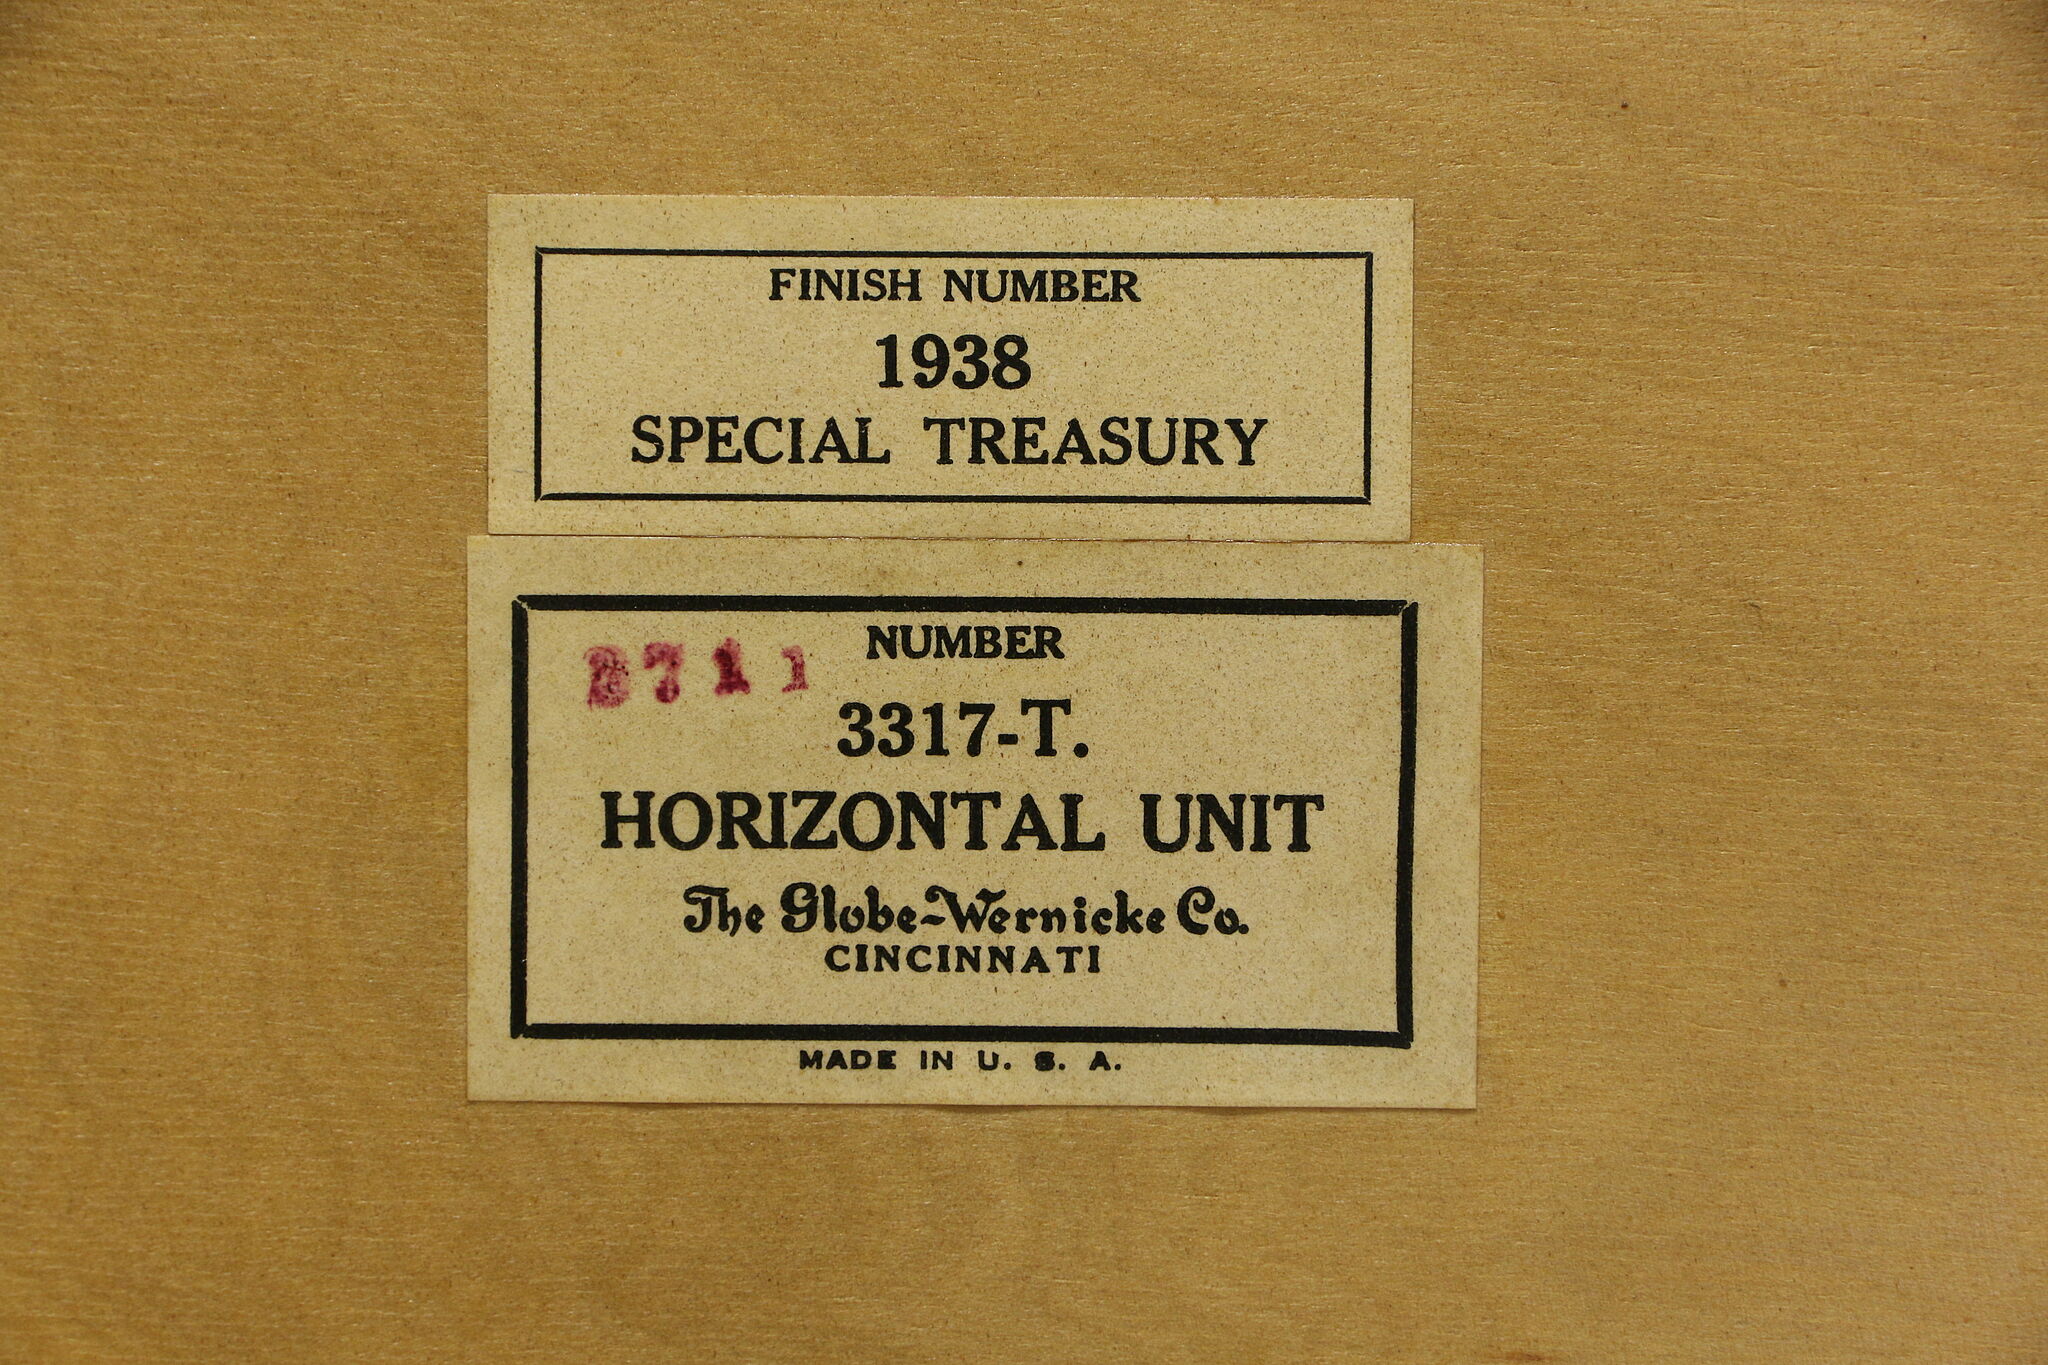 FINISH NUMBER
1938
SPECIAL TREASURY
NUMBER
3317-T.
HORIZONTAL UNIT
The Globe-Wernicke Co.
CINCINNATI
MADE IN U. S. A.